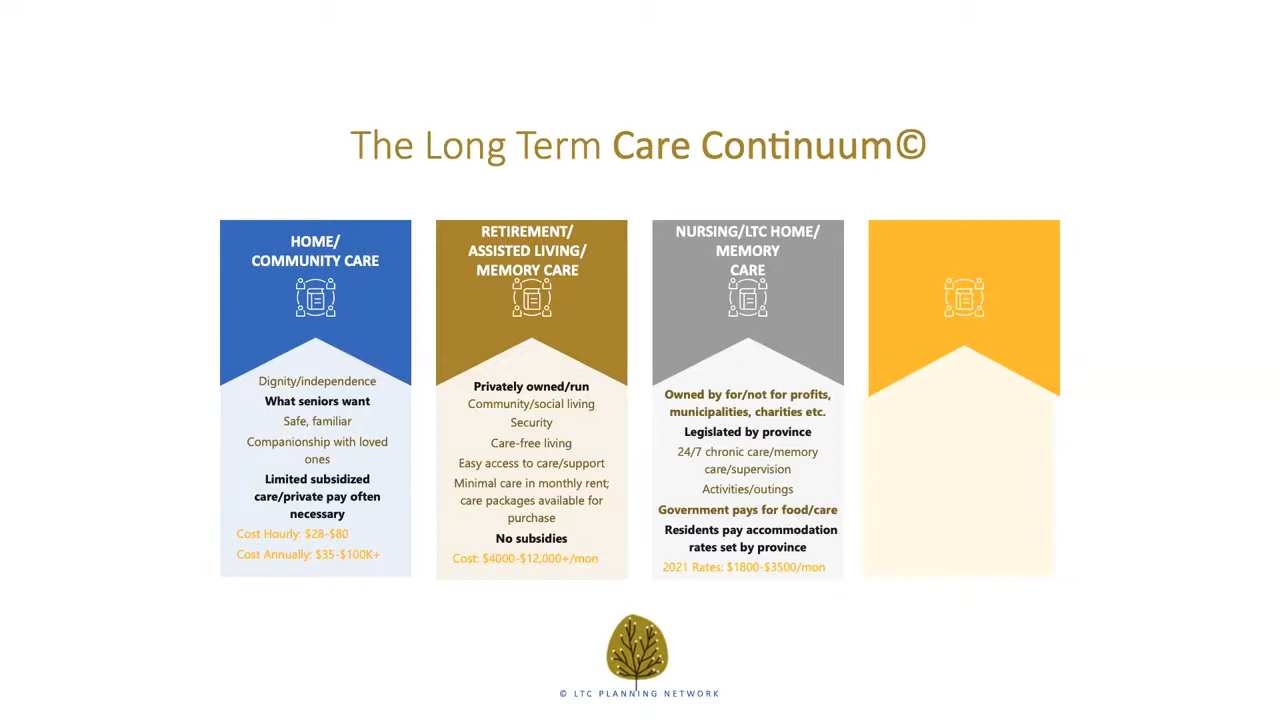 The Long Term Care Continuum©
HOME/
COMMUNITY CARE
Dignity/independence
What seniors want
Safe, familiar
Companionship with loved
ones
Limited subsidized
care/private pay often
necessary
Cost Hourly: $28-$80
Cost Annually: $35-$100K+
RETIREMENT/
ASSISTED LIVING/
MEMORY CARE
Privately owned/run
Community/social living
Security
Care-free living
Easy access to care/support
Minimal care in monthly rent;
care packages available for
purchase
No subsidies
Cost: $4000-$12,000+/mon
NURSING/LTC HOME/
MEMORY
CARE
Owned by for/not for profits,
municipalities, charities etc.
Legislated by province
24/7 chronic care/memory
care/supervision
Activities/outings
Government pays for food/care
Residents pay accommodation
rates set by province
2021 Rates: $1800-$3500/mon
© LTC PLANNING NETWORK